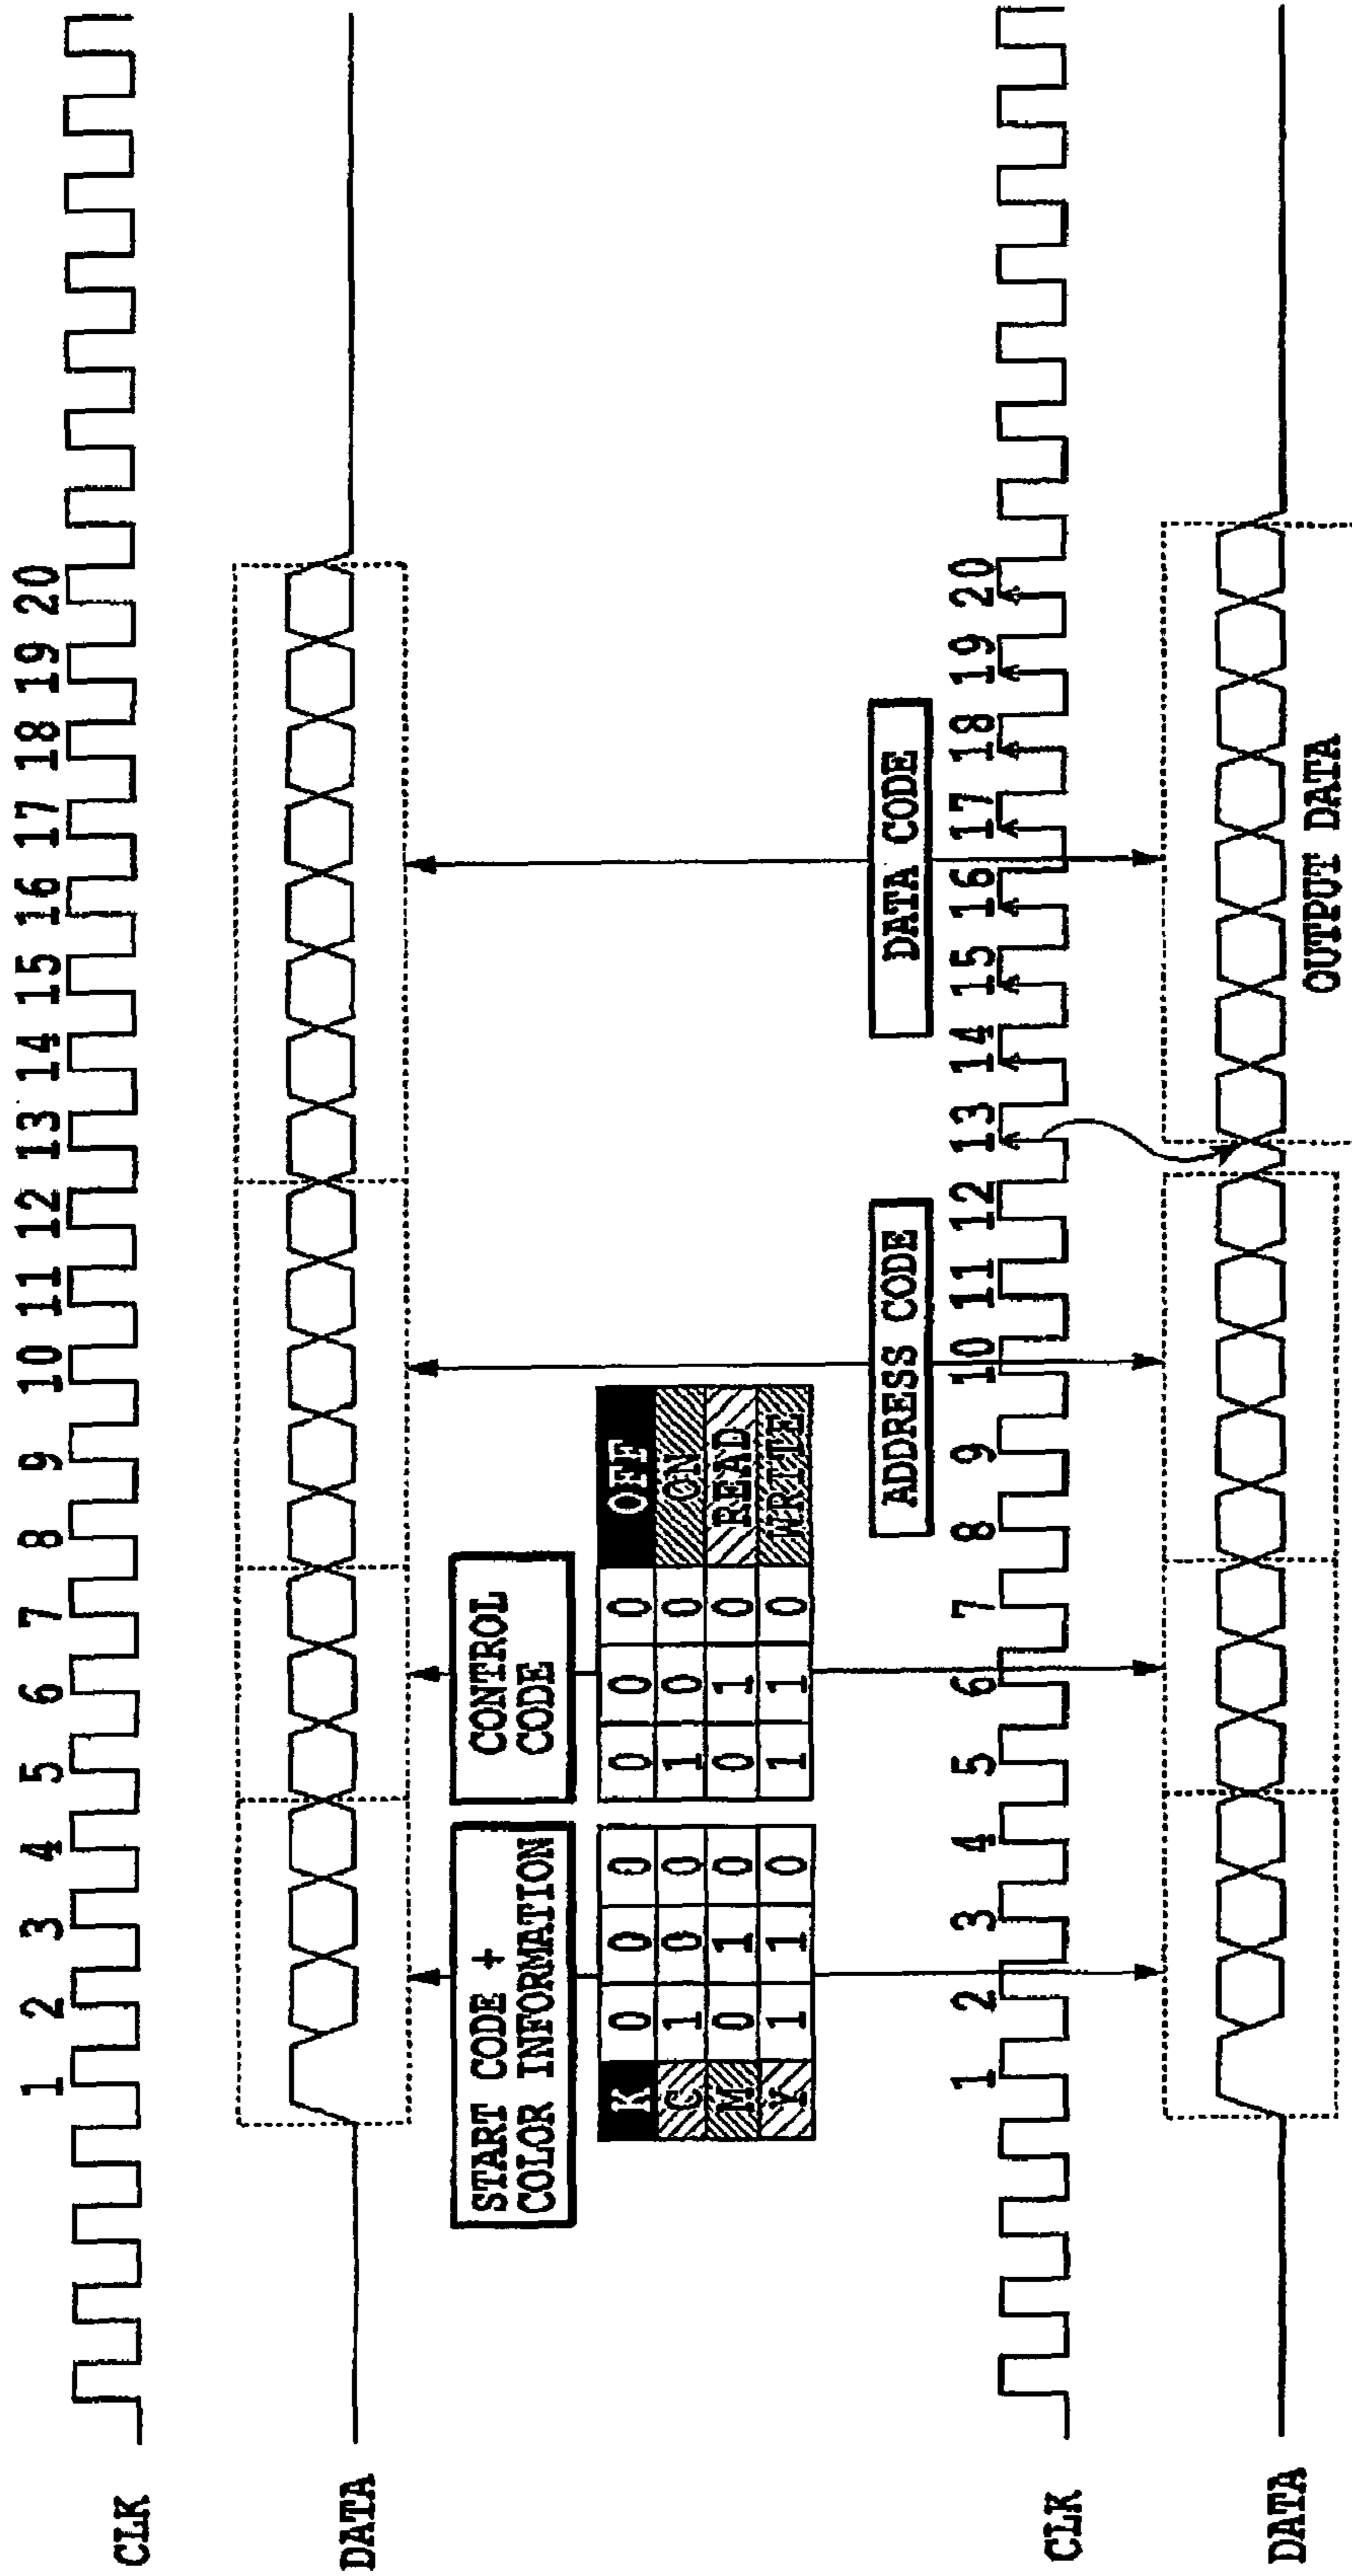 CLK
1 2 3 4 5 6 7 8 9 10 11 12 13 14 15 16 17 18 19 20
DATA
START CODE +
COLOR INFORMATION
CONTROL
CODE
K 0 0 0
C 1 0 0
M 0 1 0
Y 1 1 0
0 0 0 OFF
1 0 0 ON
0 1 0 READ
1 1 0 WRITE
ADDRESS CODE
DATA CODE
CLK
1 2 3 4 5 6 7 8 9 10 11 12 13 14 15 16 17 18 19 20
DATA
OUTPUT DATA